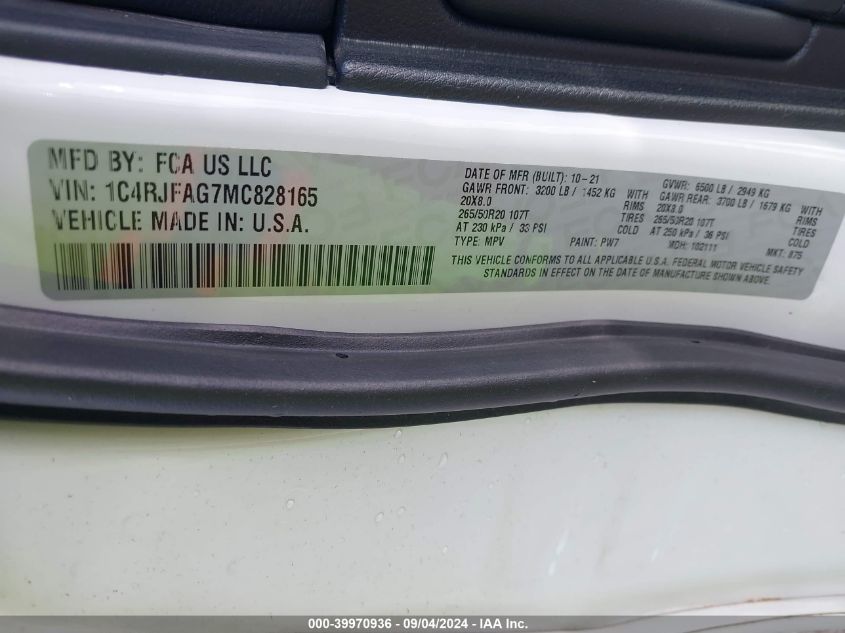 MFD BY: FCA US LLC
VIN: 1C4RJFAG7MC828165
VEHICLE MADE IN: U.S.A.
DATE OF MFR (BUILT): 10-21
GAWR FRONT: 3200 LB / 1452 KG WITH
20X8.0 RIMS
265/50R20 107T TIRES
AT 230 kPa / 33 PSI COLD
TYPE: MPV PAINT: PW7
GVWR: 6500 LB / 2949 KG
GAWR REAR: 3700 LB / 1679 KG WITH
20X8.0 RIMS
265/50R20 107T TIRES
AT 250 kPa / 36 PSI COLD
MDH: 102111 MKT: 875
THIS VEHICLE CONFORMS TO ALL APPLICABLE U.S.A. FEDERAL MOTOR VEHICLE SAFETY
STANDARDS IN EFFECT ON THE DATE OF MANUFACTURE SHOWN ABOVE.
000-39970936 - 09/04/2024 - IAA Inc.